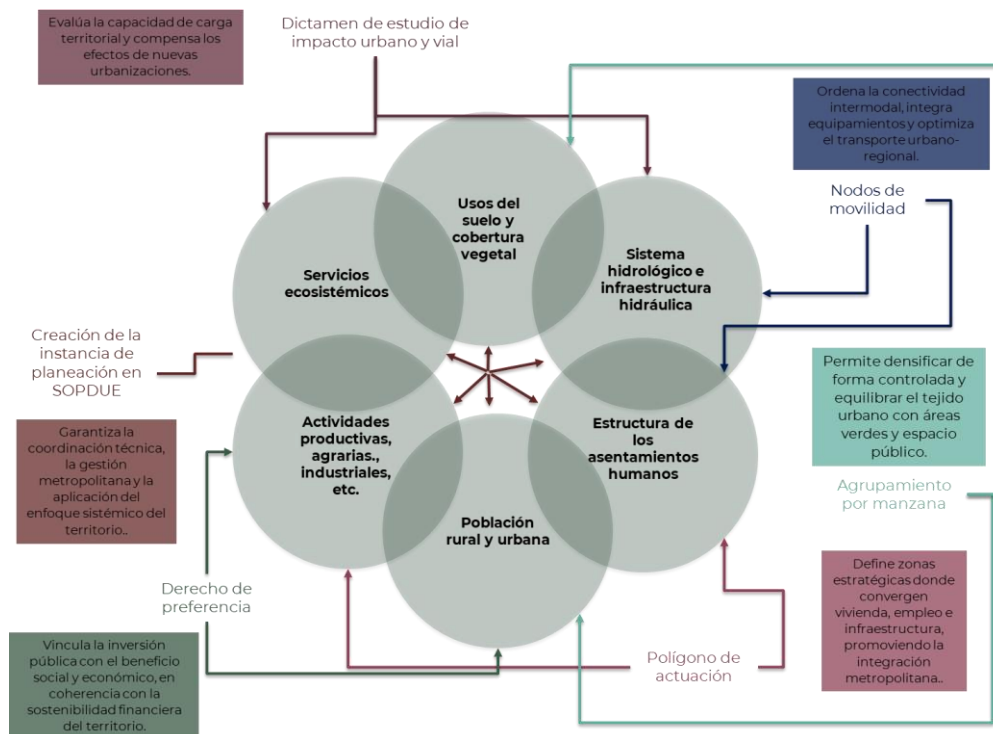 Evalúa la capacidad de carga
territorial y compensa los
efectos de nuevas
urbanizaciones.
Dictamen de estudio de
impacto urbano y vial
Ordena la conectividad
intermodal, integra
equipamientos y optimiza
el transporte urbano-
regional.
Nodos de
movilidad
Usos del
suelo y
cobertura
vegetal
Servicios
ecosistémicos
Sistema
hidrológico e
infraestructura
hidráulica
Creación de la
instancia de
planeación en
SOPDUE
Garantiza la
coordinación técnica,
la gestión
metropolitana y la
aplicación del
enfoque sistémico del
territorio..
Actividades
productivas,
agrarias.,
industriales,
etc.
Estructura de
los
asentamientos
humanos
Población
rural y urbana
Permite densificar de
forma controlada y
equilibrar el tejido
urbano con áreas
verdes y espacio
público.
Agrupamiento
por manzana
Derecho de
preferencia
Vincula la inversión
pública con el beneficio
social y económico, en
coherencia con la
sostenibilidad financiera
del territorio.
Polígono de
actuación
Define zonas
estratégicas donde
convergen
vivienda, empleo e
infraestructura,
promoviendo la
integración
metropolitana..